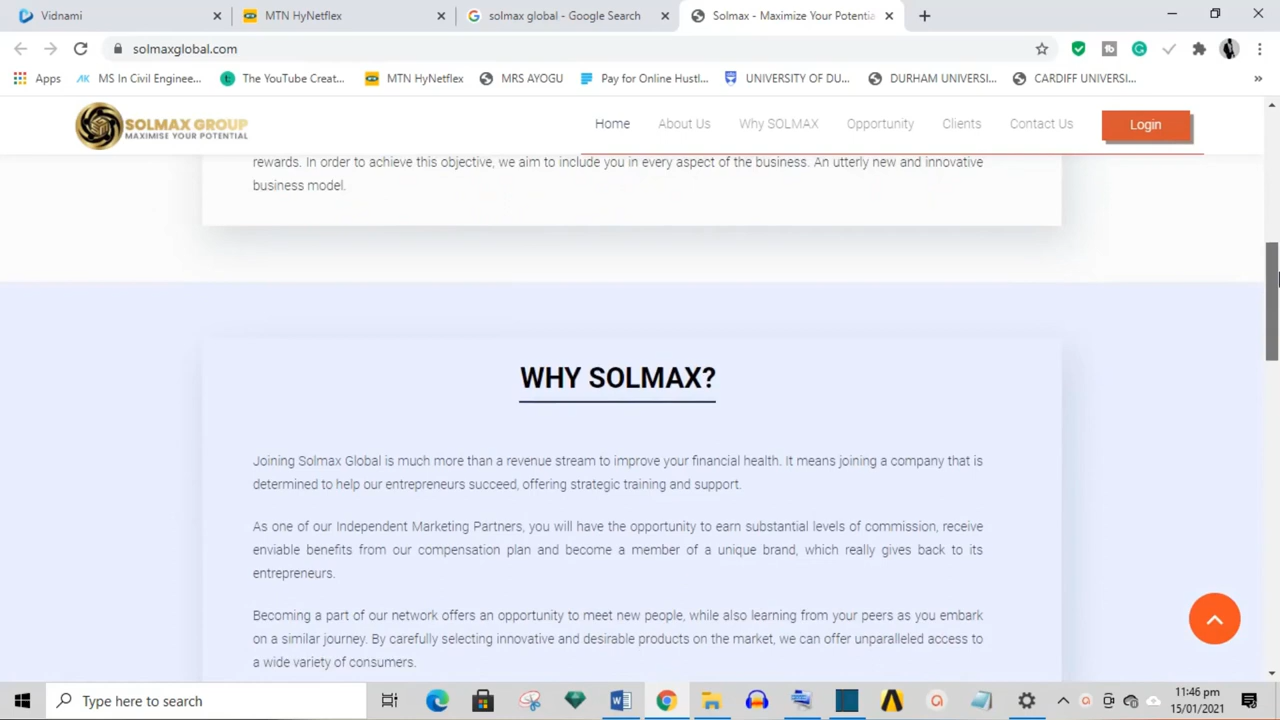 Vidnami
MTN HyNetflex
solmax global - Google Search
Solmax - Maximize Your Potentia
solmaxglobal.com
Apps
MS In Civil Enginee...
The YouTube Creat...
MTN HyNetflex
MRS AYOGU
Pay for Online Hustl...
UNIVERSITY OF DU...
DURHAM UNIVERSI...
CARDIFF UNIVERSI...
SOLMAX GROUP
MAXIMISE YOUR POTENTIAL
Home
About Us
Why SOLMAX
Opportunity
Clients
Contact Us
Login
rewards. In order to achieve this objective, we aim to include you in every aspect of the business. An utterly new and innovative
business model.
WHY SOLMAX?
Joining Solmax Global is much more than a revenue stream to improve your financial health. It means joining a company that is
determined to help our entrepreneurs succeed, offering strategic training and support.
As one of our Independent Marketing Partners, you will have the opportunity to earn substantial levels of commission, receive
enviable benefits from our compensation plan and become a member of a unique brand, which really gives back to its
entrepreneurs.
Becoming a part of our network offers an opportunity to meet new people, while also learning from your peers as you embark
on a similar journey. By carefully selecting innovative and desirable products on the market, we can offer unparalleled access to
a wide variety of consumers.
Type here to search
11:46 pm
15/01/2021